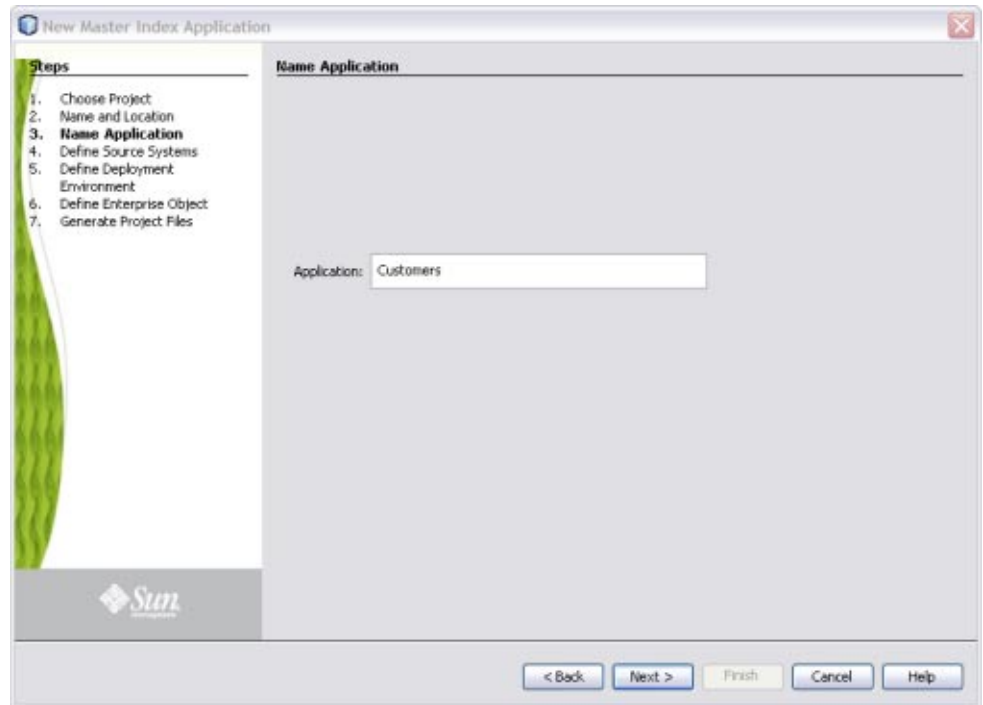 New Master Index Application
Steps
1. Choose Project
2. Name and Location
3. Name Application
4. Define Source Systems
5. Define Deployment
Environment
6. Define Enterprise Object
7. Generate Project Files
Name Application
Application: Customers
Sun
< Back Next > Finish Cancel Help